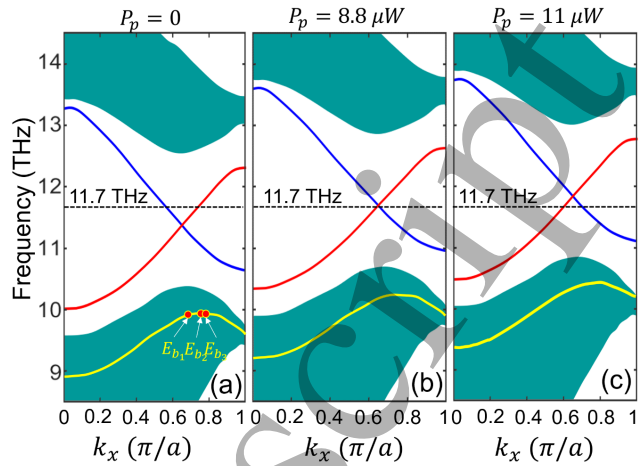 P_p = 0
P_p = 8.8 μW
P_p = 11 μW
Frequency (THz)
14
13
12
11
10
9
11.7 THz
11.7 THz
11.7 THz
E_b1 E_b2 E_b3
(a)
(b)
(c)
0 0.2 0.4 0.6 0.8 1
0 0.2 0.4 0.6 0.8 1
0 0.2 0.4 0.6 0.8 1
k_x (π/a)
k_x (π/a)
k_x (π/a)
script